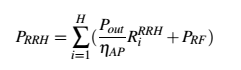 $P_{RRH} = \sum_{i=1}^{H} (\frac{P_{out}}{\eta_{AP}} R_i^{RRH} + P_{RF})$